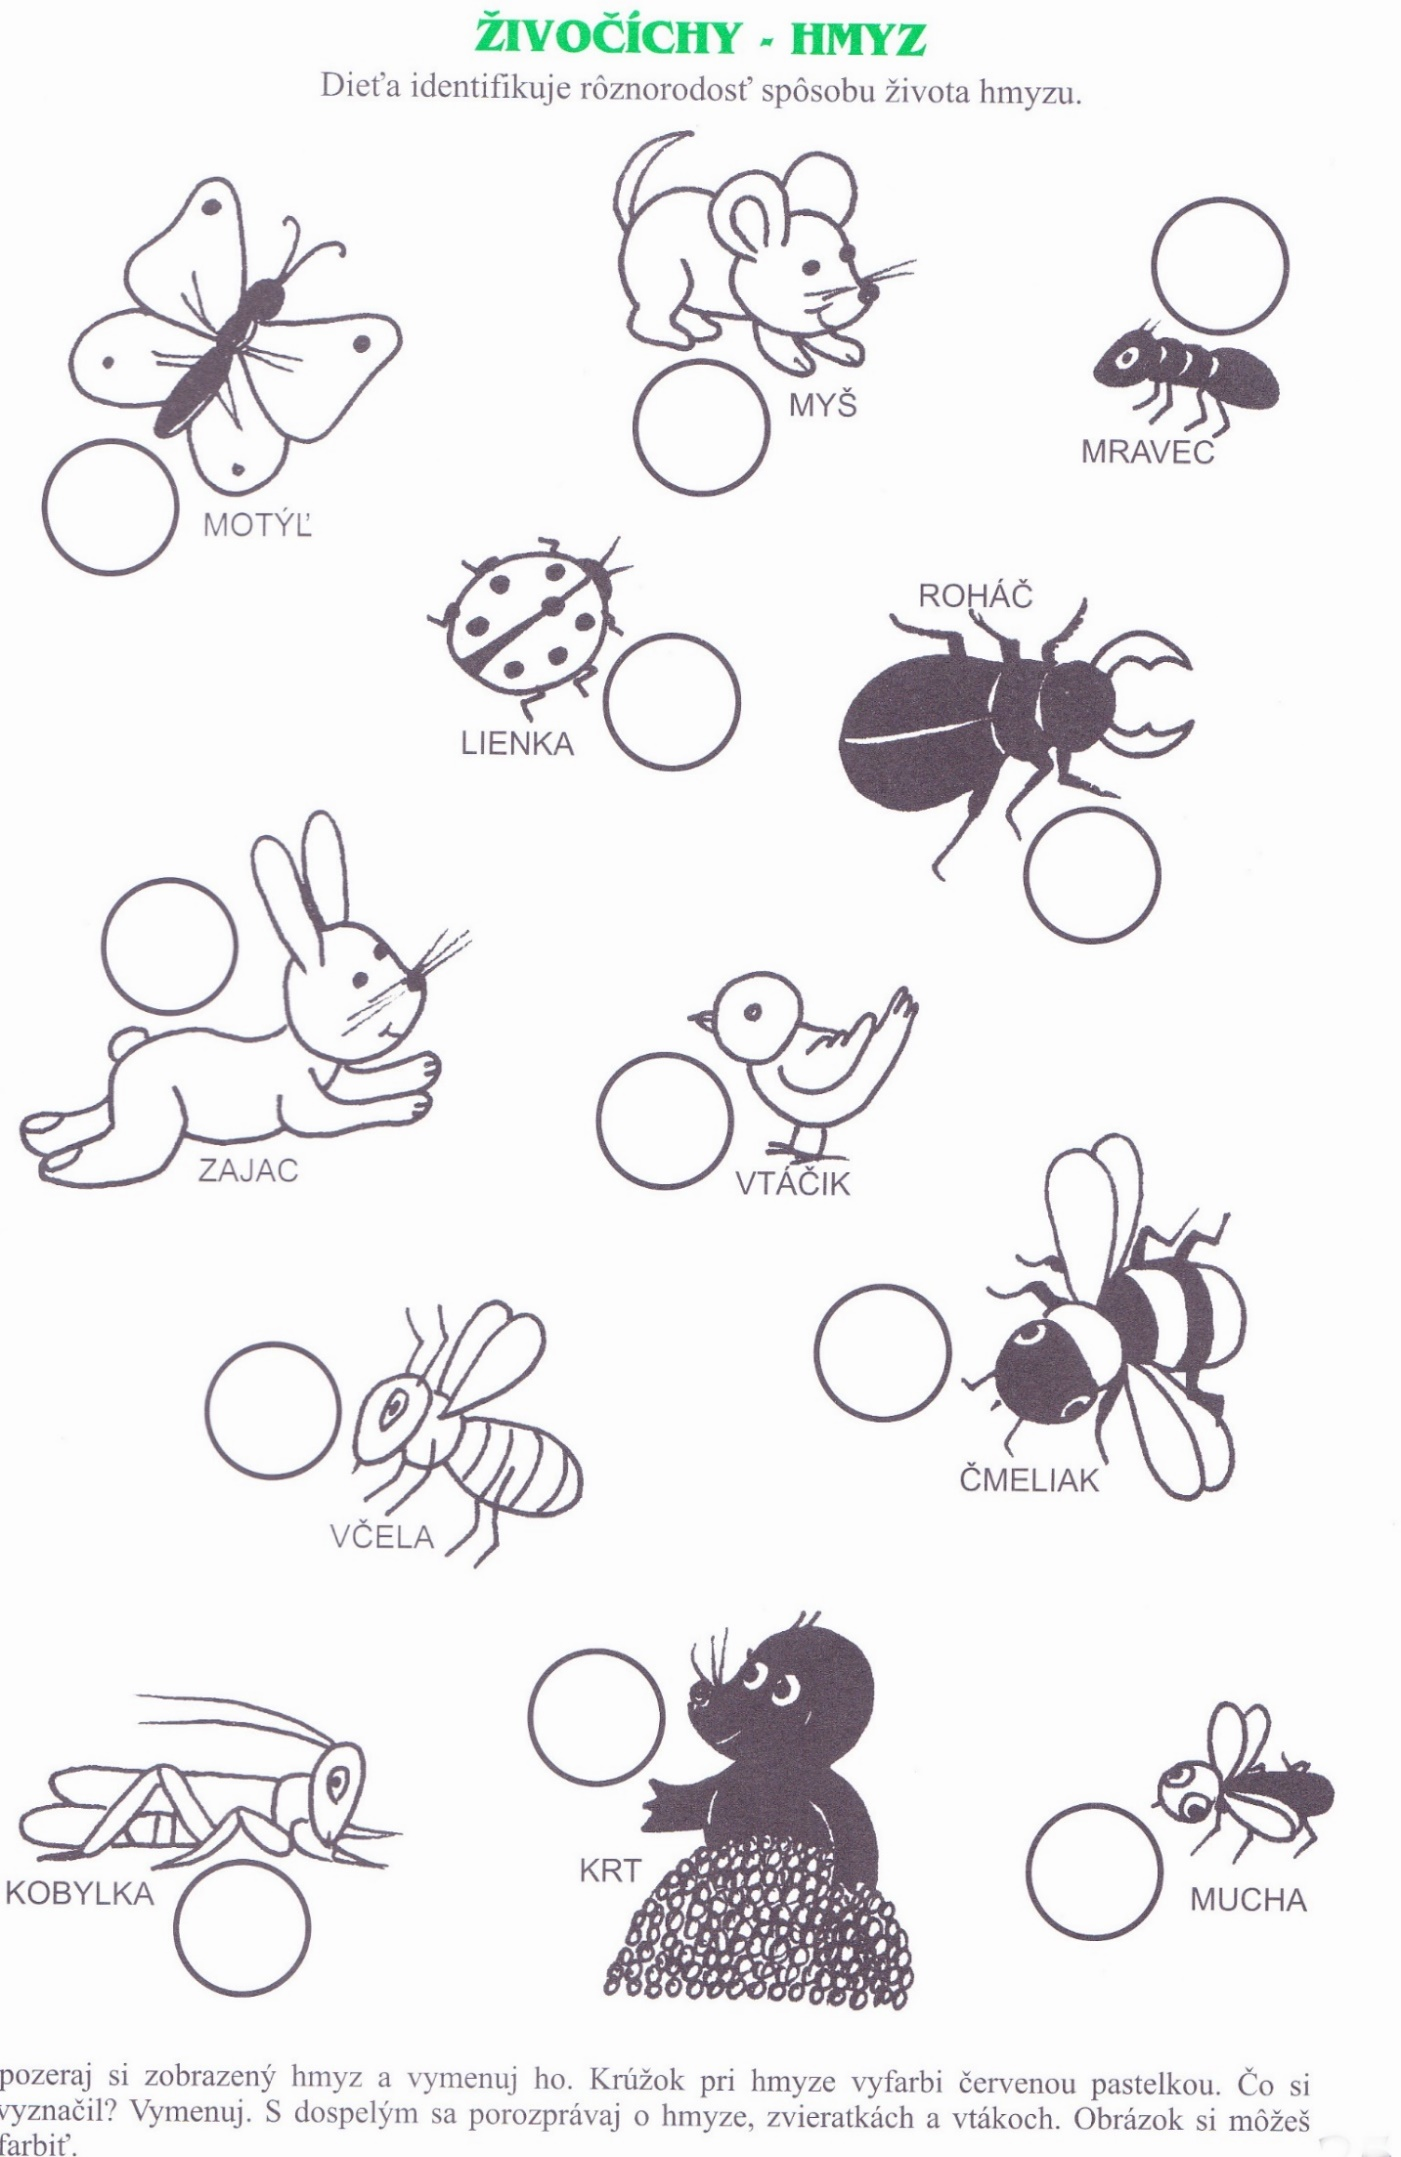 ŽIVOČÍCHY - HMYZ
Dieťa identifikuje rôznorodosť spôsobu života hmyzu.
MYŠ
MRAVEC
MOTÝĽ
ROHÁČ
LIENKA
ZAJAC
VTÁČIK
ČMELIAK
VČELA
KRT
KOBYLKA
MUCHA
pozeraj si zobrazený hmyz a vymenuj ho. Krúžok pri hmyze vyfarbi červenou pastelkou. Čo si
vyznačil? Vymenuj. S dospelým sa porozprávaj o hmyze, zvieratkách a vtákoch. Obrázok si môžeš
farbiť.